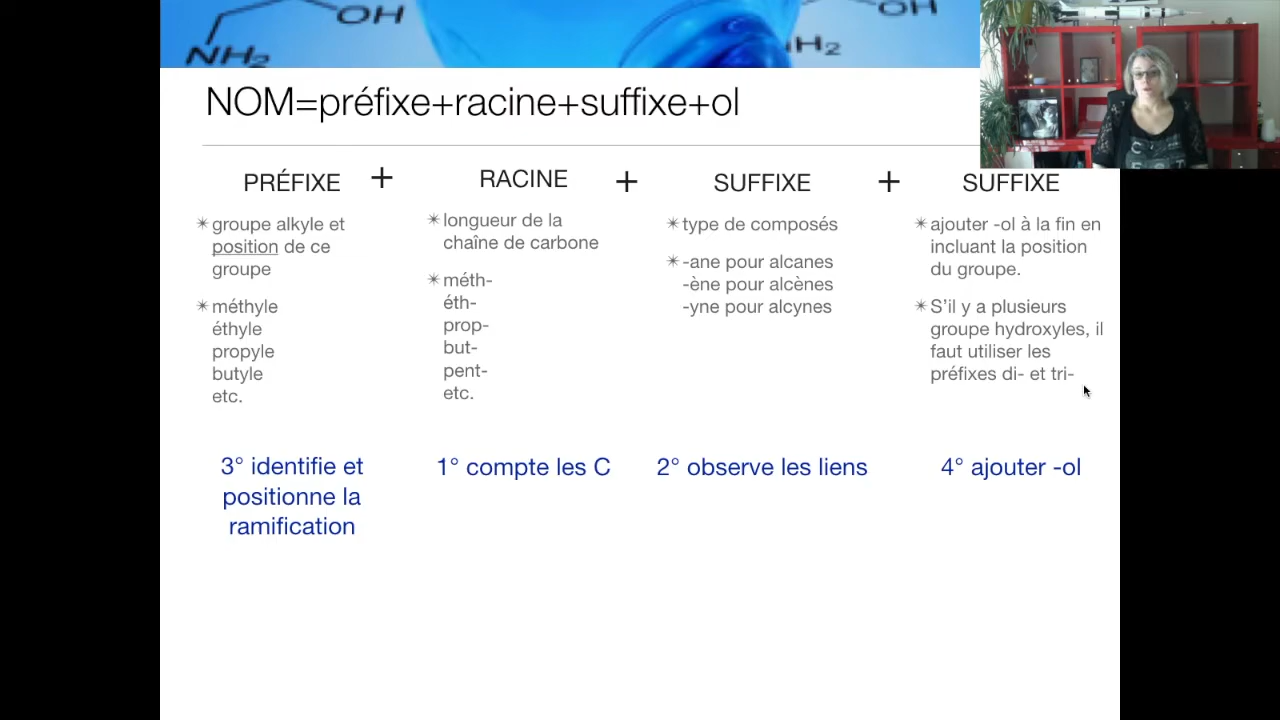 OH
NH₂
OH
H₂
NOM=préfixe+racine+suffixe+ol
PRÉFIXE + RACINE + SUFFIXE + SUFFIXE
✴groupe alkyle et
position de ce
groupe
✴méthyle
éthyle
propyle
butyle
etc.
✴longueur de la
chaîne de carbone
✴méth-
éth-
prop-
but-
pent-
etc.
✴type de composés
✴-ane pour alcanes
-ène pour alcènes
-yne pour alcynes
✴ajouter -ol à la fin en
incluant la position
du groupe.
✴S’il y a plusieurs
groupe hydroxyles, il
faut utiliser les
préfixes di- et tri-
3° identifie et
positionne la
ramification
1° compte les C
2° observe les liens
4° ajouter -ol